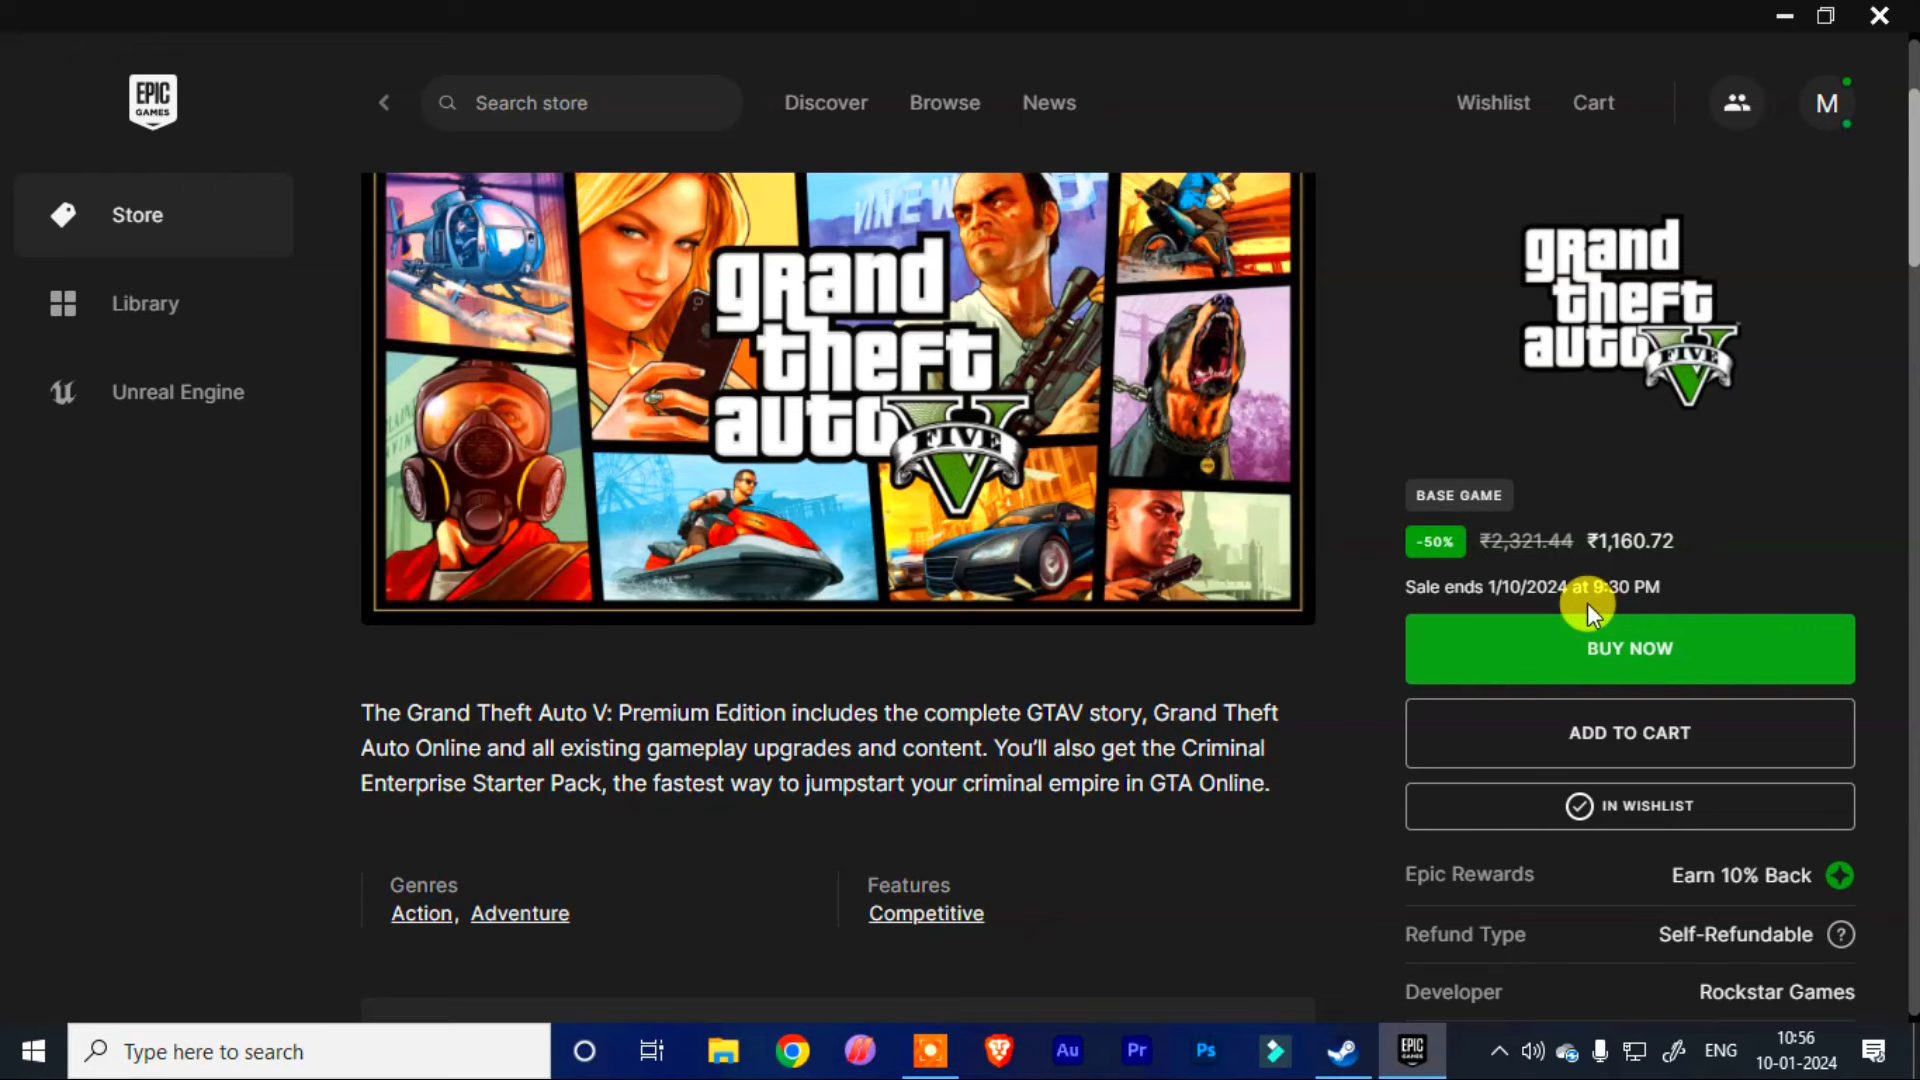 EPIC
GAMES
Search store
Discover
Browse
News
Wishlist
Cart
M
Store
Library
Unreal Engine
VINEW
grand
theft
auto
FIVE
grand
theft
auto
FIVE
BASE GAME
-50% ₹2,321.44 ₹1,160.72
Sale ends 1/10/2024 at 9:30 PM
BUY NOW
ADD TO CART
IN WISHLIST
The Grand Theft Auto V: Premium Edition includes the complete GTAV story, Grand Theft
Auto Online and all existing gameplay upgrades and content. You'll also get the Criminal
Enterprise Starter Pack, the fastest way to jumpstart your criminal empire in GTA Online.
Genres
Action, Adventure
Features
Competitive
Epic Rewards Earn 10% Back
Refund Type Self-Refundable ?
Developer Rockstar Games
Type here to search
Au
Pr
Ps
EPIC
GAMES
ENG
10:56
10-01-2024